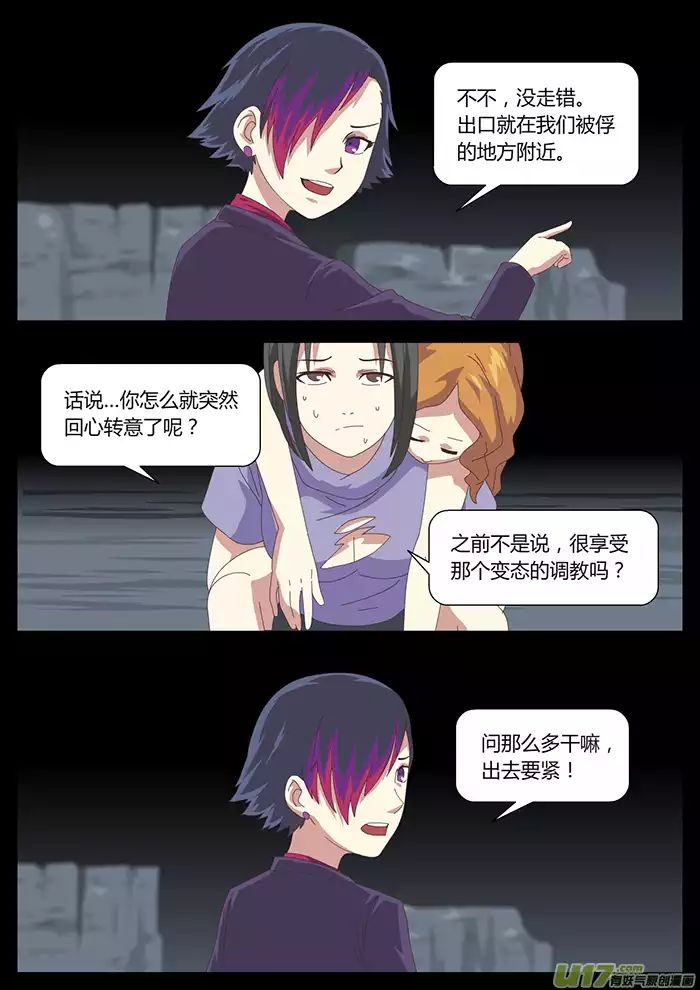 不不，没走错。
出口就在我们被俘
的地方附近。
话说...你怎么就突然
回心转意了呢？
之前不是说，很享受
那个变态的调教吗？
问那么多干嘛，
出去要紧！
U17.com
有妖气原创漫画